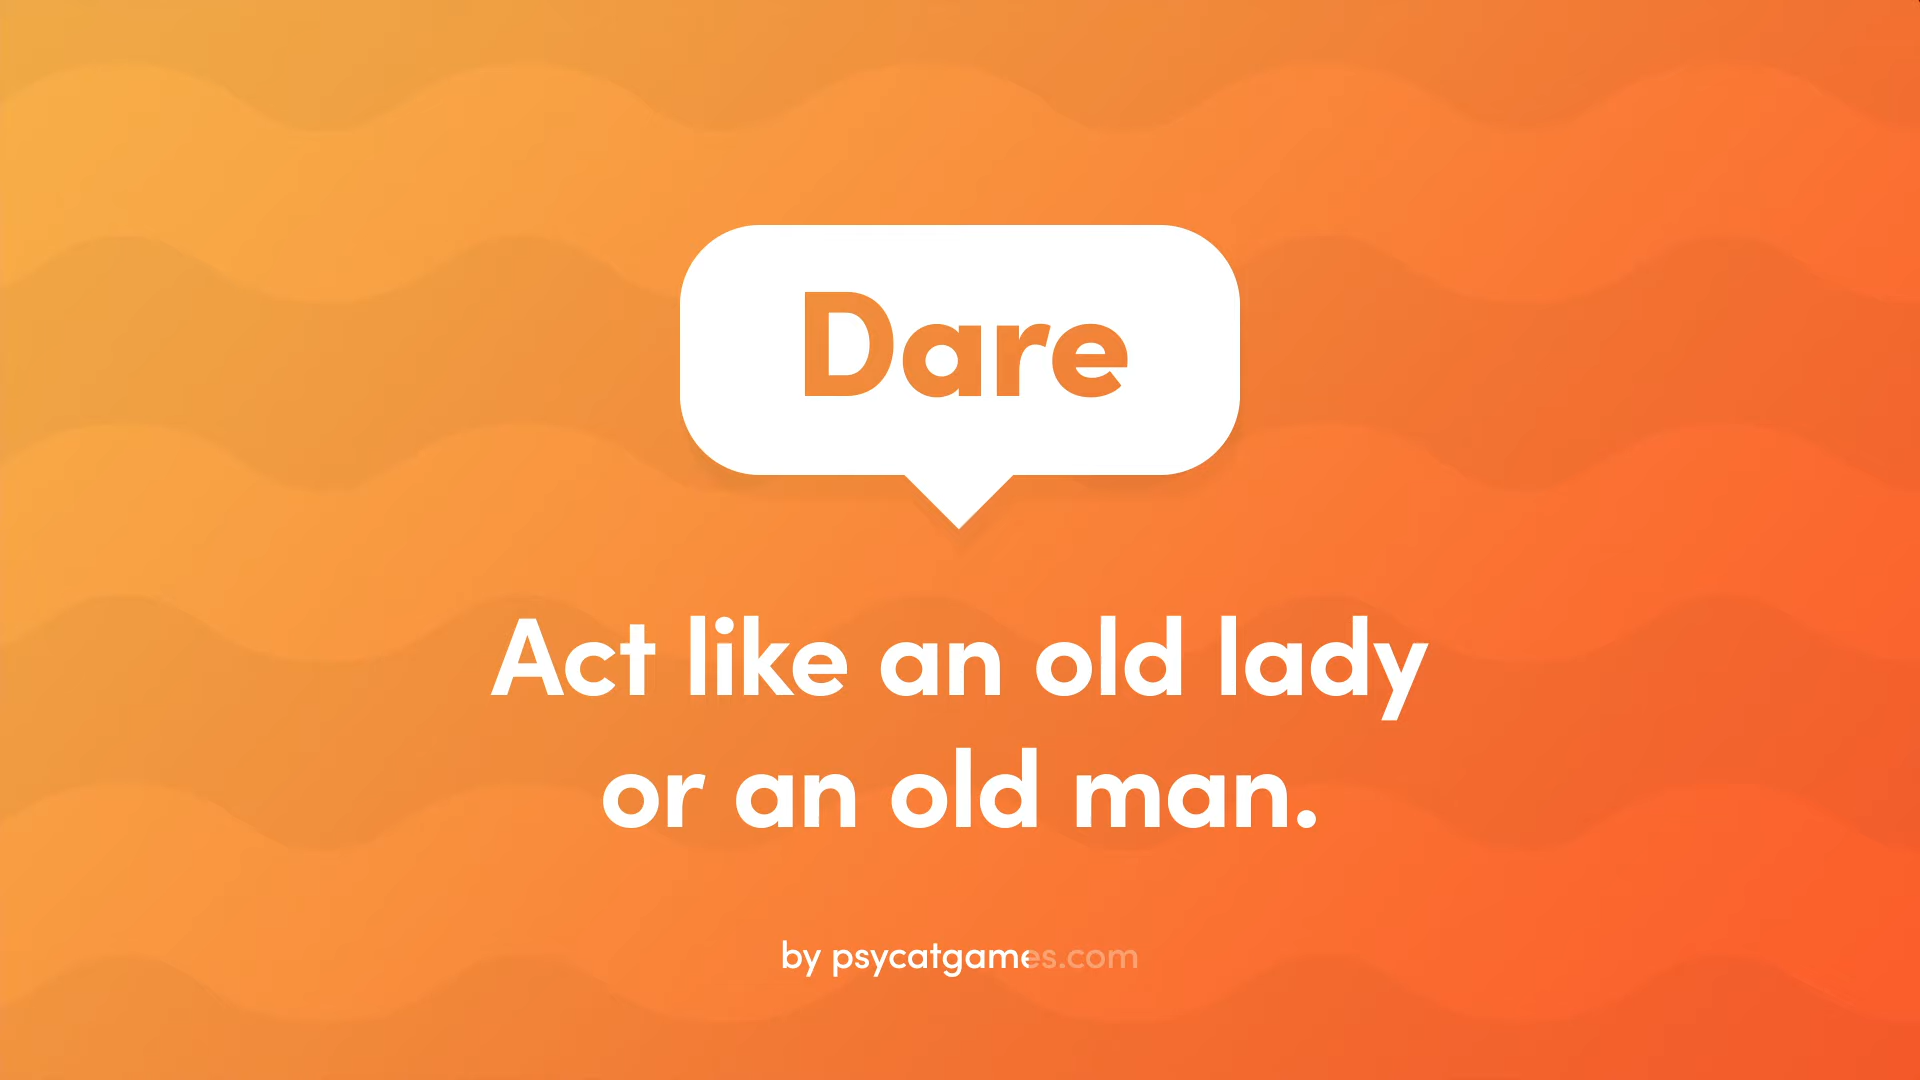 Dare
Act like an old lady
or an old man.
by psycatgames.com